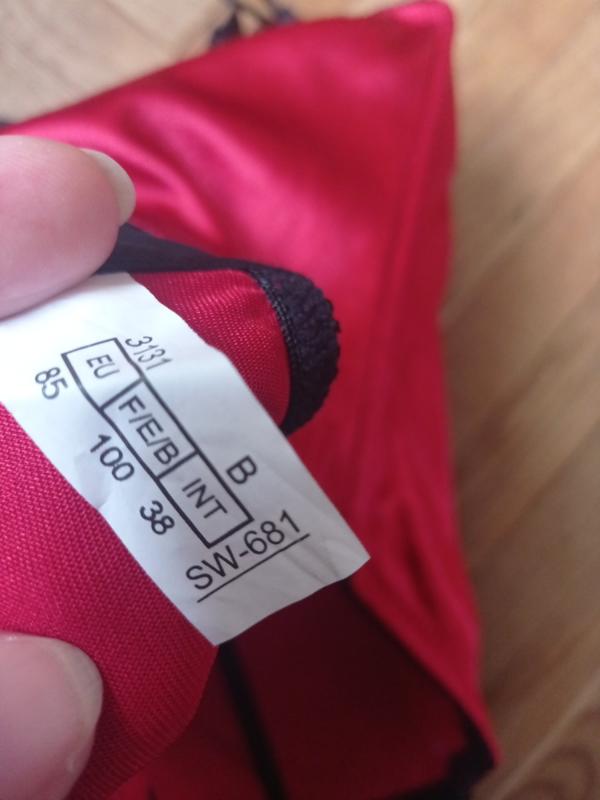 3131
B
EU F/E/B INT
85 100 38
SW-681